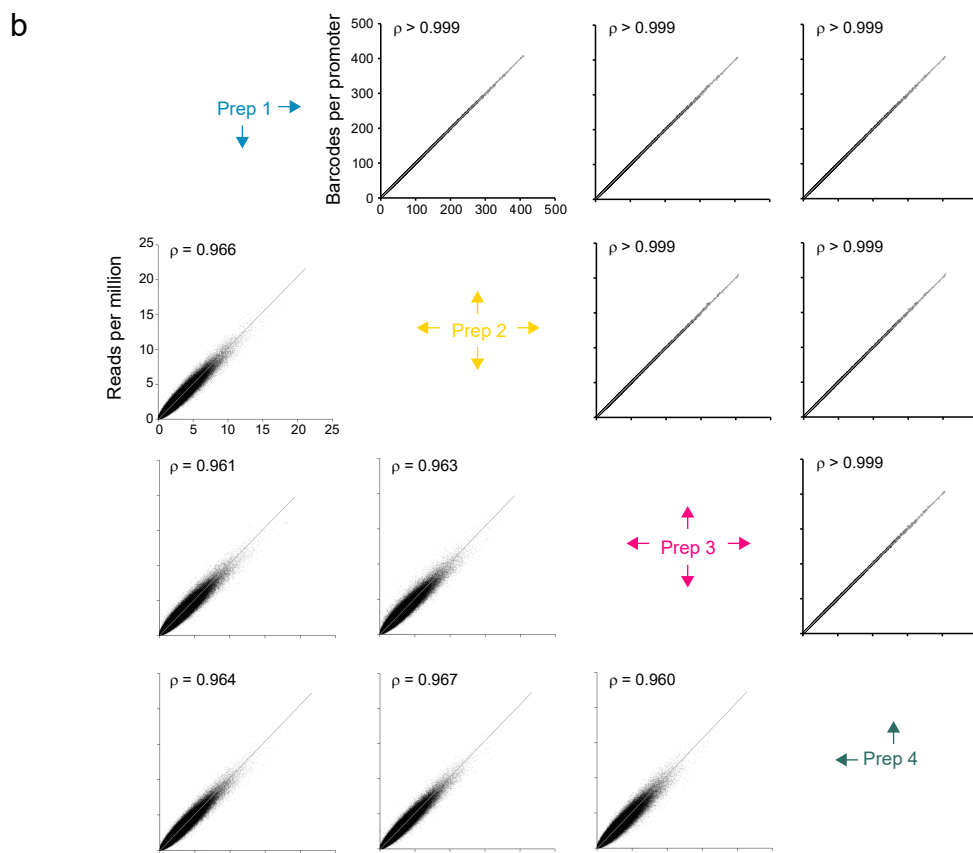 b
ρ > 0.999
ρ > 0.999
ρ > 0.999
Barcodes per promoter
500
400
300
200
100
0
0 100 200 300 400 500
Prep 1
ρ = 0.966
Reads per million
25
20
15
10
5
0
0 5 10 15 20 25
Prep 2
ρ > 0.999
ρ > 0.999
ρ = 0.961
ρ = 0.963
Prep 3
ρ > 0.999
ρ = 0.964
ρ = 0.967
ρ = 0.960
Prep 4